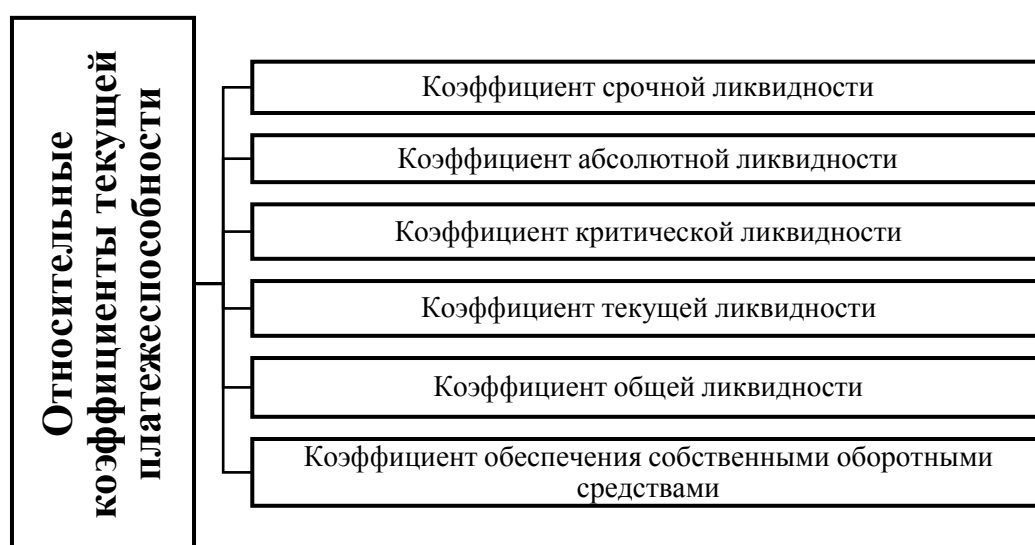 Относительные
коэффициенты текущей
платежеспособности
Коэффициент срочной ликвидности
Коэффициент абсолютной ликвидности
Коэффициент критической ликвидности
Коэффициент текущей ликвидности
Коэффициент общей ликвидности
Коэффициент обеспечения собственными оборотными
средствами